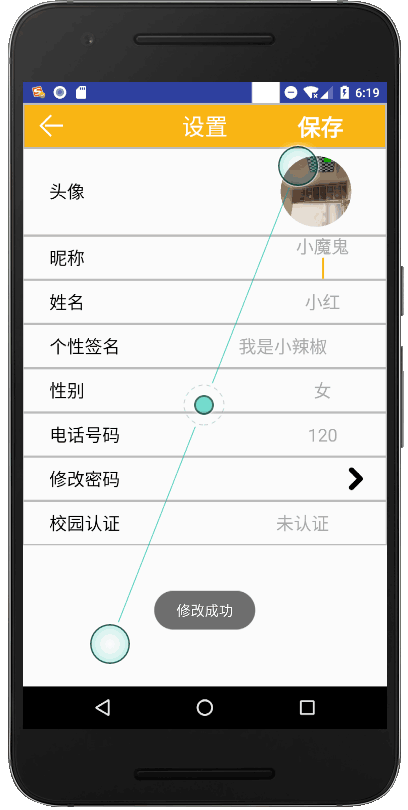 6:19
设置 保存
头像
昵称 小魔鬼
姓名 小红
个性签名 我是小辣椒
性别 女
电话号码 120
修改密码
校园认证 未认证
修改成功